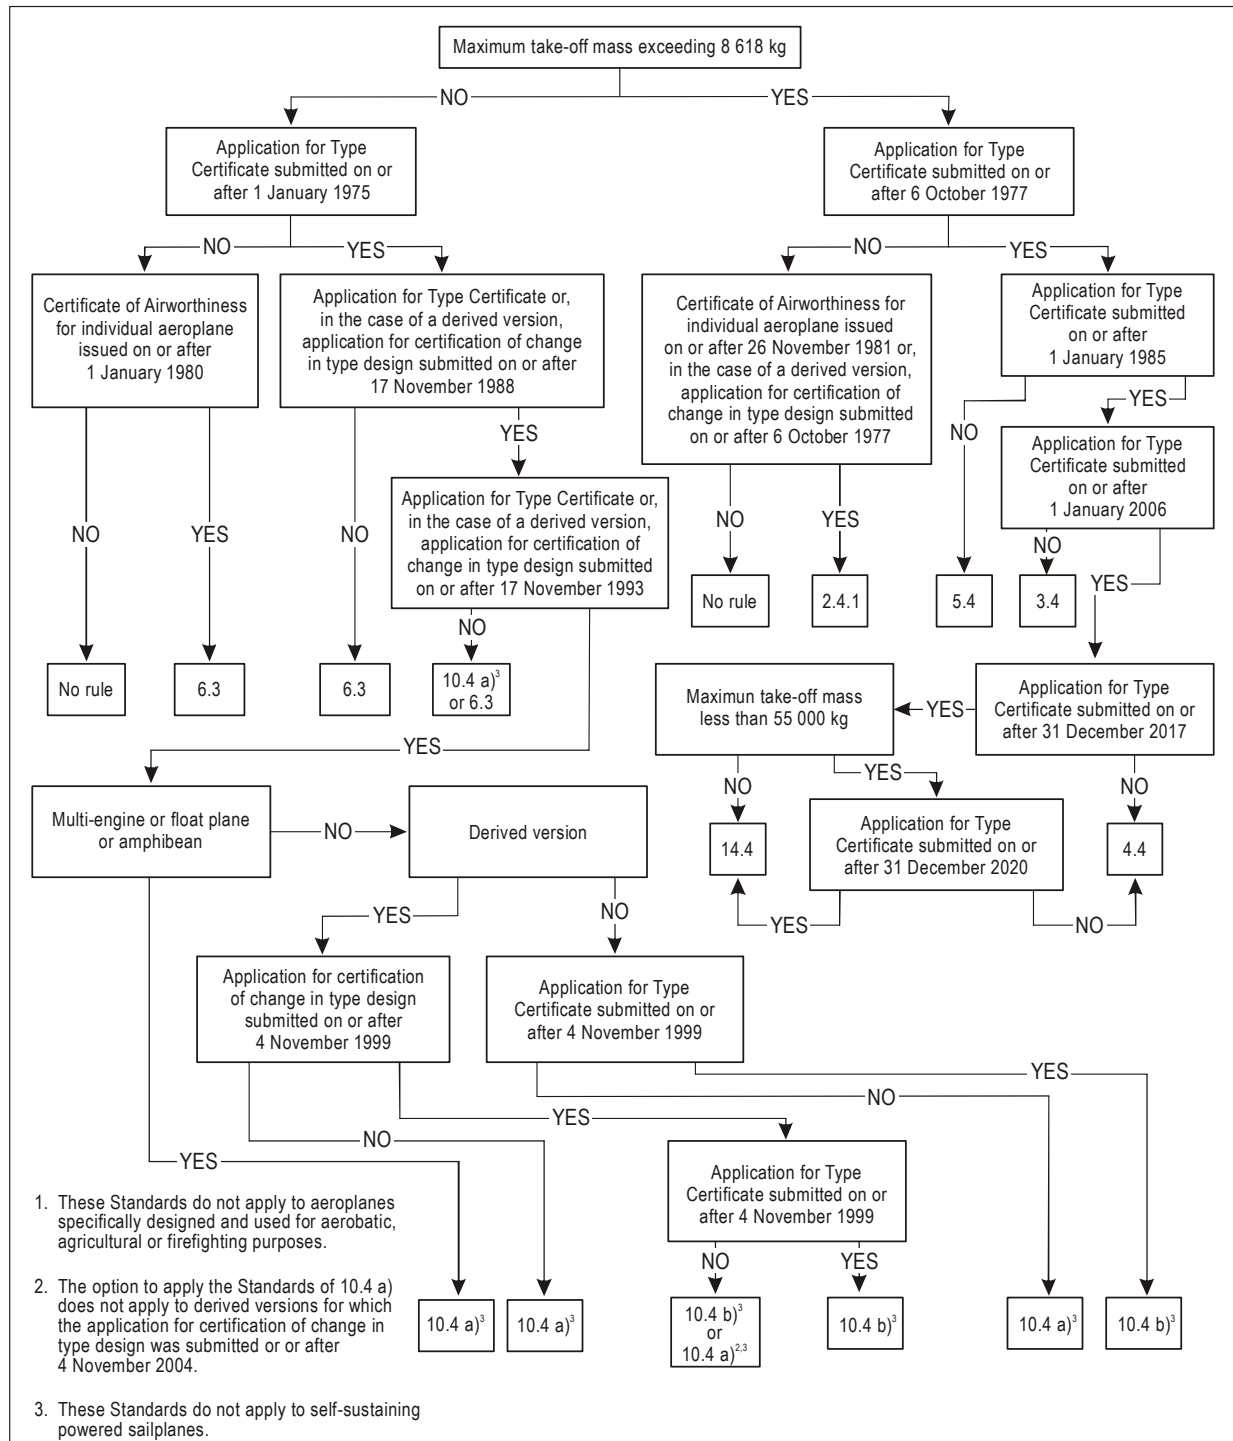 Maximum take-off mass exceeding 8 618 kg
NO
YES
Application for Type
Certificate submitted on or
after 1 January 1975
Application for Type
Certificate submitted on or
after 6 October 1977
NO
YES
NO
YES
Certificate of Airworthiness
for individual aeroplane
issued on or after
1 January 1980
Application for Type Certificate or,
in the case of a derived version,
application for certification of change
in type design submitted on or after
17 November 1988
Certificate of Airworthiness for
individual aeroplane issued
on or after 26 November 1981 or,
in the case of a derived version,
application for certification of
change in type design submitted
on or after 6 October 1977
Application for Type
Certificate submitted
on or after
1 January 1985
YES
NO
YES
Application for Type
Certificate submitted
on or after
1 January 2006
Application for Type Certificate or,
in the case of a derived version,
application for certification of
change in type design submitted
on or after 17 November 1993
NO
YES
NO
NO
YES
NO
YES
No rule
2.4.1
5.4
3.4
NO
No rule
6.3
6.3
10.4 a)3
or 6.3
Maximun take-off mass
less than 55 000 kg
YES
Application for Type
Certificate submitted on or
after 31 December 2017
YES
YES
NO
NO
Multi-engine or float plane
or amphibean
NO
Derived version
14.4
Application for Type
Certificate submitted on or
after 31 December 2020
4.4
YES
NO
YES
NO
Application for certification
of change in type design
submitted on or after
4 November 1999
Application for Type
Certificate submitted on or
after 4 November 1999
YES
NO
YES
NO
YES
Application for Type
Certificate submitted on or
after 4 November 1999
NO
YES
1. These Standards do not apply to aeroplanes
specifically designed and used for aerobatic,
agricultural or firefighting purposes.
2. The option to apply the Standards of 10.4 a)
does not apply to derived versions for which
the application for certification of change in
type design was submitted or or after
4 November 2004.
3. These Standards do not apply to self-sustaining
powered sailplanes.
10.4 a)3
10.4 a)3
10.4 b)3
or
10.4 a)2,3
10.4 b)3
10.4 a)3
10.4 b)3